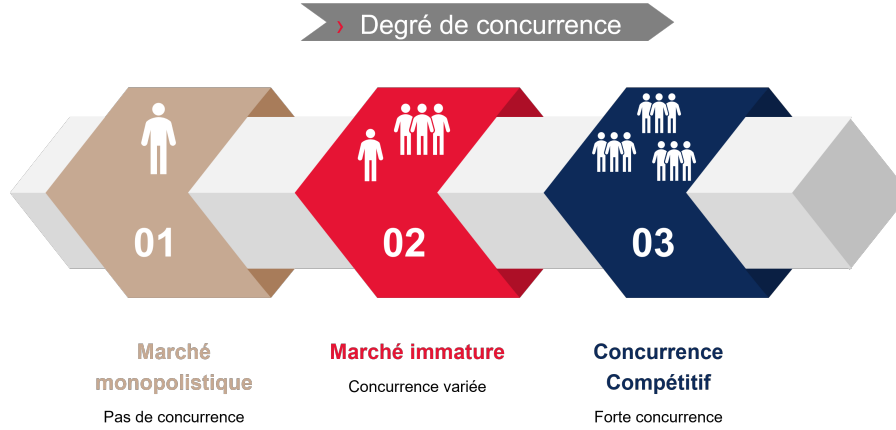 › Degré de concurrence
01
02
03
Marché
monopolistique
Pas de concurrence
Marché immature
Concurrence variée
Concurrence
Compétitif
Forte concurrence